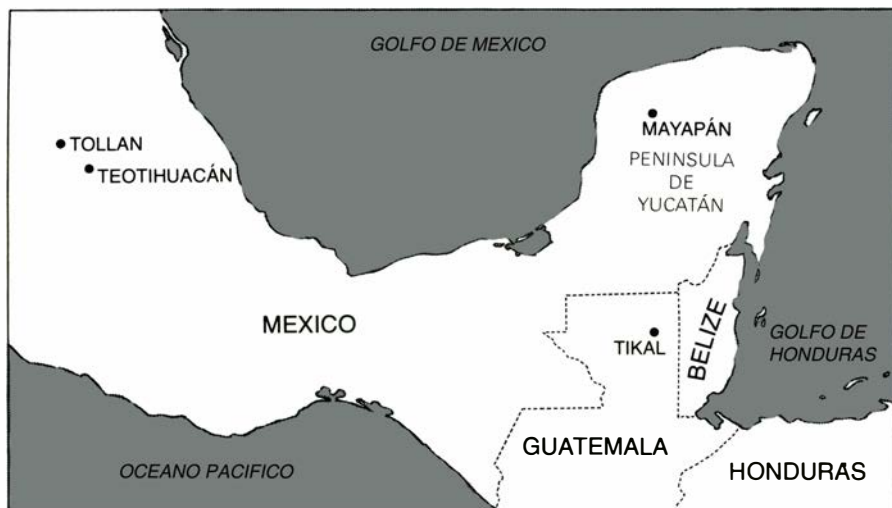 GOLFO DE MEXICO
TOLLAN
TEOTIHUACÁN
MAYAPÁN
PENINSULA
DE
YUCATÁN
MEXICO
TIKAL
BELIZE
GOLFO DE
HONDURAS
GUATEMALA
OCEANO PACIFICO
HONDURAS